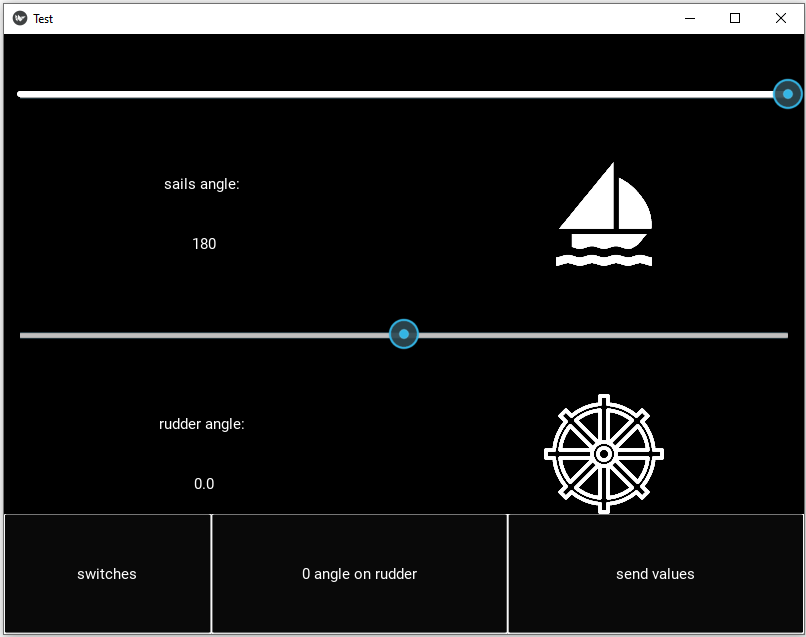 Test
sails angle:
180
rudder angle:
0.0
switches
0 angle on rudder
send values